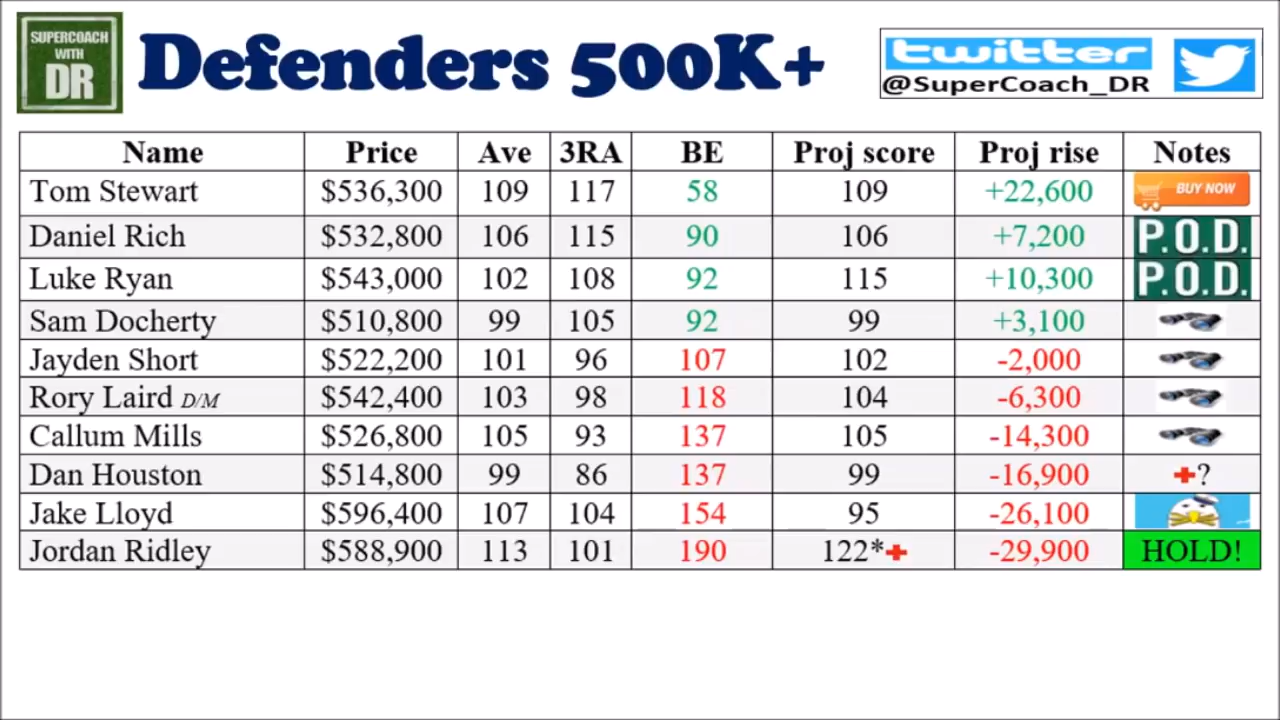 SUPERCOACH
WITH
DR
Defenders 500K+
twitter
@SuperCoach_DR
Name Price Ave 3RA BE Proj score Proj rise Notes
Tom Stewart $536,300 109 117 58 109 +22,600 BUY NOW
Daniel Rich $532,800 106 115 90 106 +7,200 P.O.D.
Luke Ryan $543,000 102 108 92 115 +10,300 P.O.D.
Sam Docherty $510,800 99 105 92 99 +3,100
Jayden Short $522,200 101 96 107 102 -2,000
Rory Laird D/M $542,400 103 98 118 104 -6,300
Callum Mills $526,800 105 93 137 105 -14,300
Dan Houston $514,800 99 86 137 99 -16,900 +?
Jake Lloyd $596,400 107 104 154 95 -26,100
Jordan Ridley $588,900 113 101 190 122*+ -29,900 HOLD!